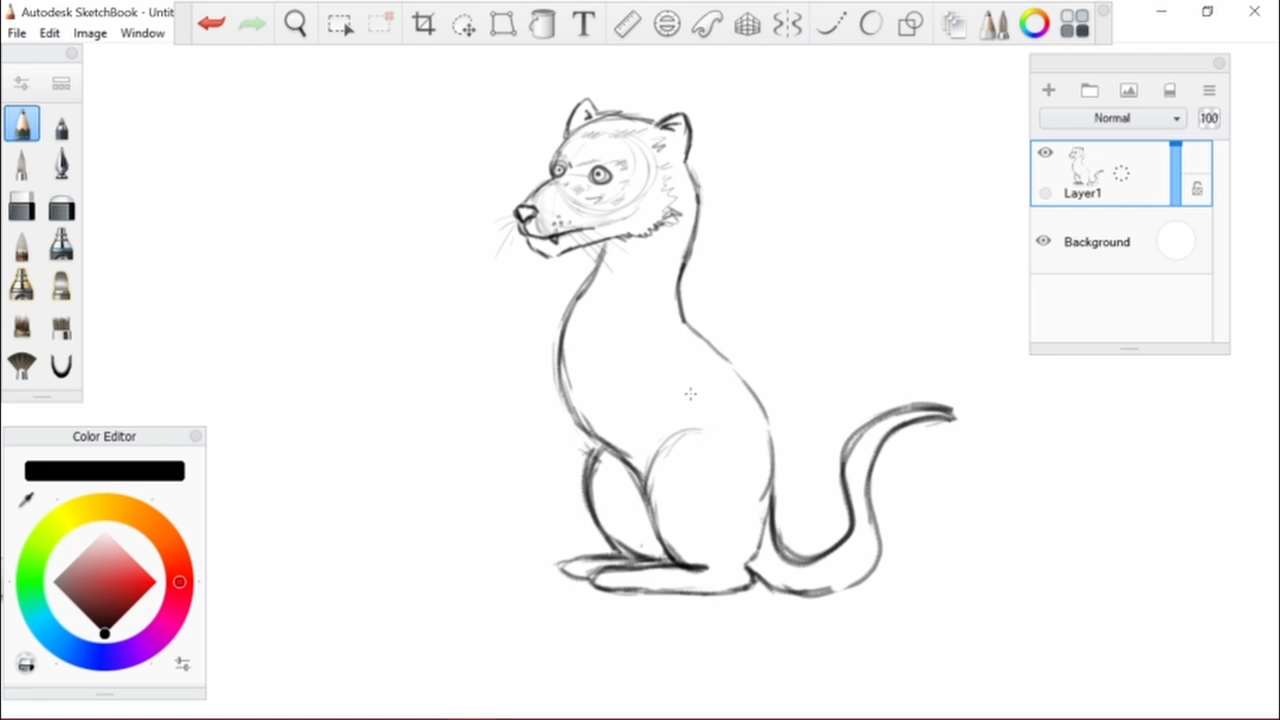 Autodesk SketchBook - Untit
File Edit Image Window
T
Normal
100
Layer1
Background
Color Editor